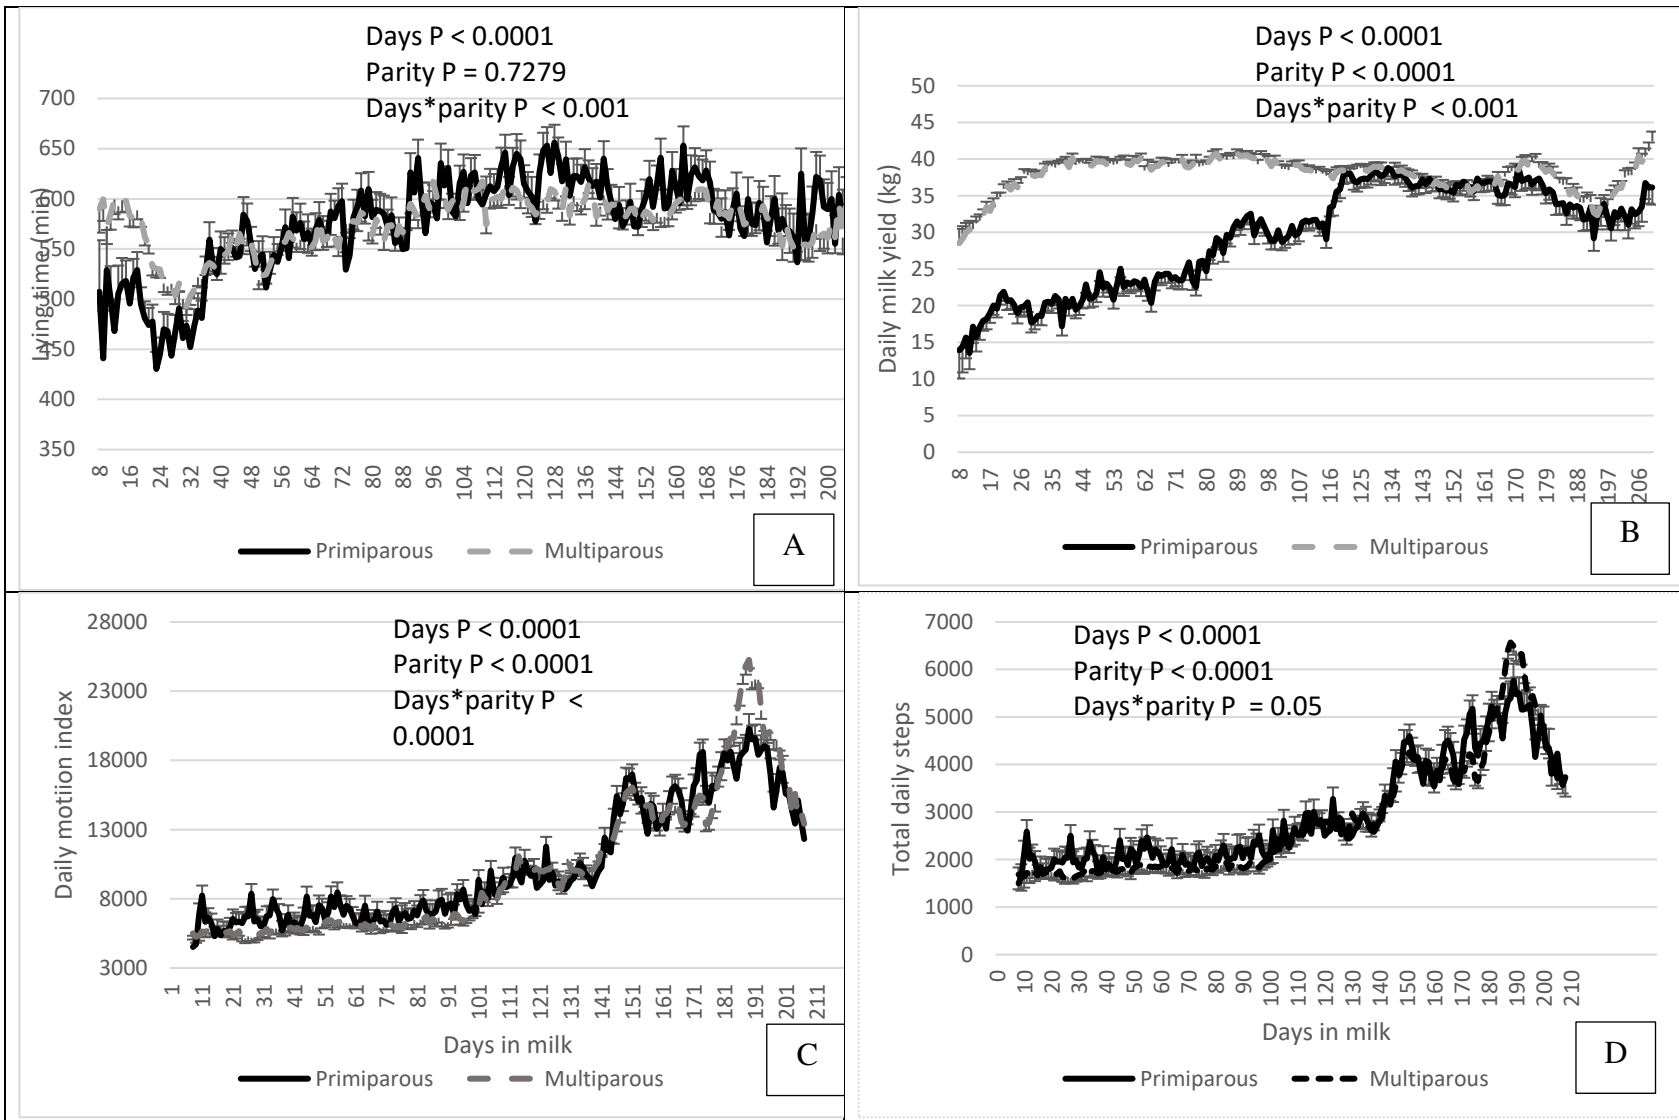 Days P < 0.0001
Parity P = 0.7279
Days*parity P < 0.001
Lying time (min)
700
650
600
550
500
450
400
350
8 16 24 32 40 48 56 64 72 80 88 96 104 112 120 128 136 144 152 160 168 176 184 192 200
Primiparous Multiparous
A
Days P < 0.0001
Parity P < 0.0001
Days*parity P < 0.001
Daily milk yield (kg)
50
45
40
35
30
25
20
15
10
5
0
8 17 26 35 44 53 62 71 80 89 98 107 116 125 134 143 152 161 170 179 188 197 206
Primiparous Multiparous
B
Days P < 0.0001
Parity P < 0.0001
Days*parity P <
0.0001
Daily motiion index
28000
23000
18000
13000
8000
3000
1 11 21 31 41 51 61 71 81 91 101 111 121 131 141 151 161 171 181 191 201 211
Days in milk
Primiparous Multiparous
C
Days P < 0.0001
Parity P < 0.0001
Days*parity P = 0.05
Total daily steps
7000
6000
5000
4000
3000
2000
1000
0
0 10 20 30 40 50 60 70 80 90 100 110 120 130 140 150 160 170 180 190 200 210
Days in milk
Primiparous Multiparous
D